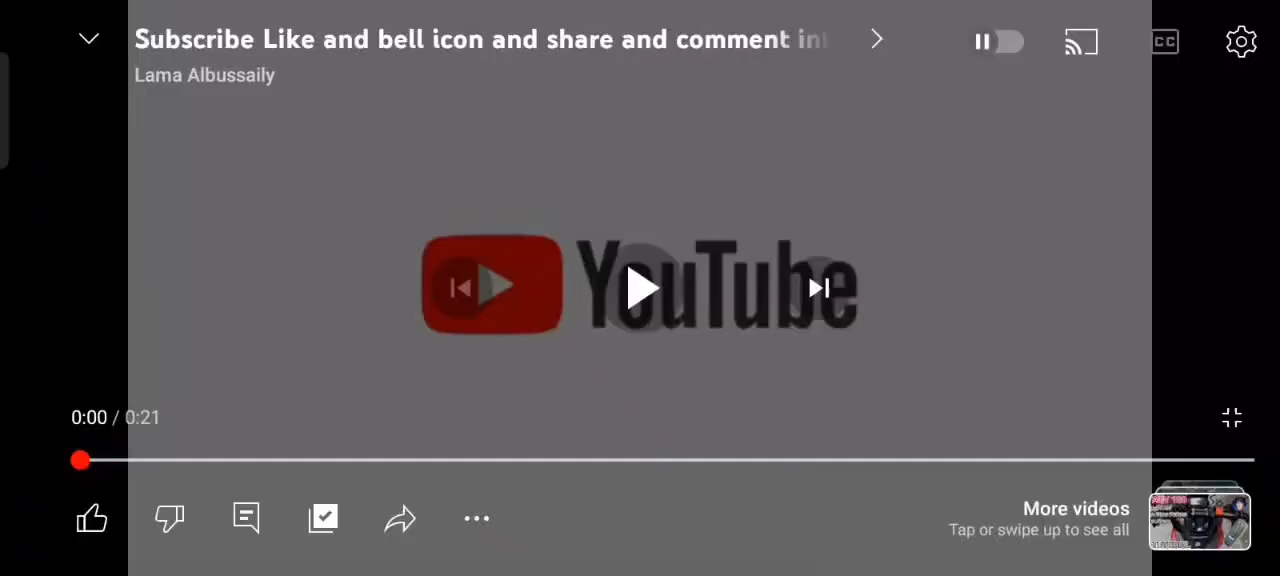 Subscribe Like and bell icon and share and comment
Lama Albussaily
CC
YouTube
0:00 / 0:21
More videos
Tap or swipe up to see all